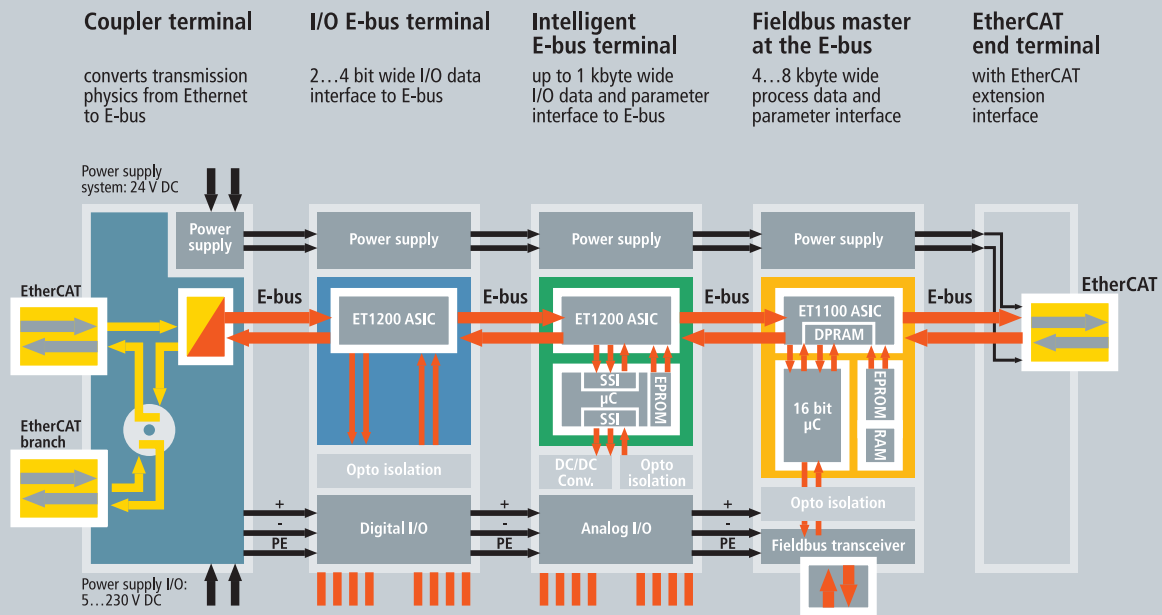 Coupler terminal
converts transmission
physics from Ethernet
to E-bus
I/O E-bus terminal
2…4 bit wide I/O data
interface to E-bus
Intelligent
E-bus terminal
up to 1 kbyte wide
I/O data and parameter
interface to E-bus
Fieldbus master
at the E-bus
4…8 kbyte wide
process data and
parameter interface
EtherCAT
end terminal
with EtherCAT
extension
interface
Power supply
system: 24 V DC
Power
supply
Power supply
Power supply
Power supply
EtherCAT
E-bus
E-bus
E-bus
E-bus
EtherCAT
ET1200 ASIC
ET1200 ASIC
ET1100 ASIC
DPRAM
SSI
µC
SSI
EPROM
16 bit
µC
EPROM
RAM
EtherCAT
branch
Opto isolation
DC/DC
Conv.
Opto
isolation
Opto isolation
+
-
PE
Digital I/O
+
-
PE
Analog I/O
+
-
PE
Fieldbus transceiver
Power supply I/O:
5…230 V DC